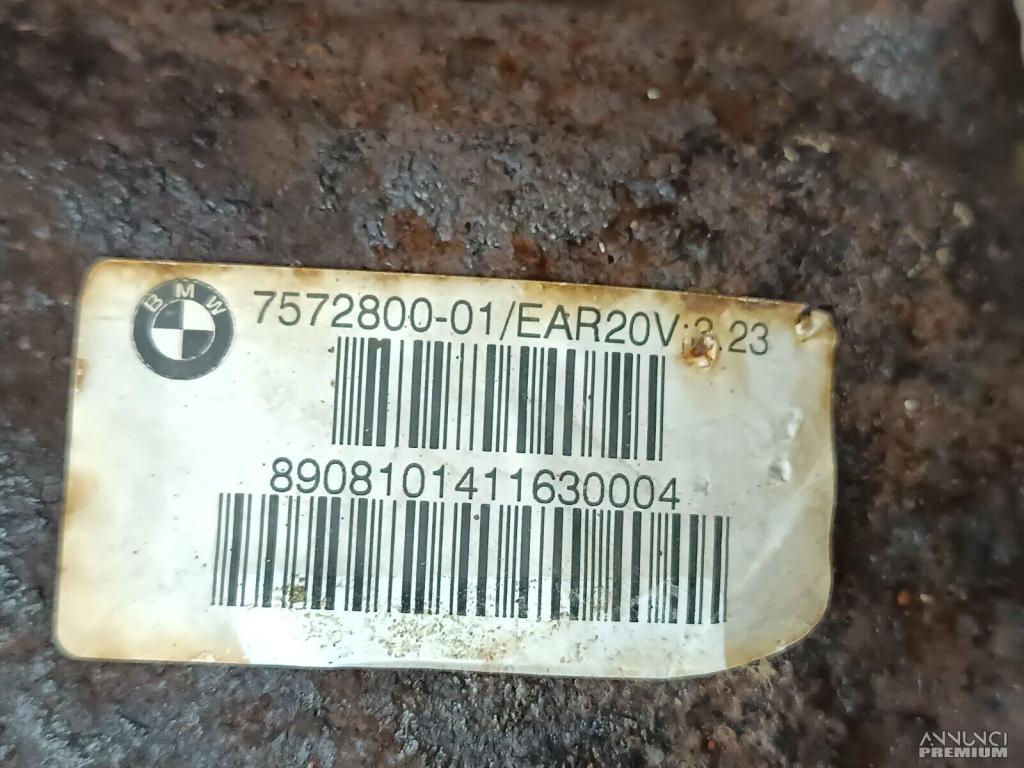 BMW
7572800-01/EAR20V:3.23
8908101411630004
ANNUNCI
PREMIUM